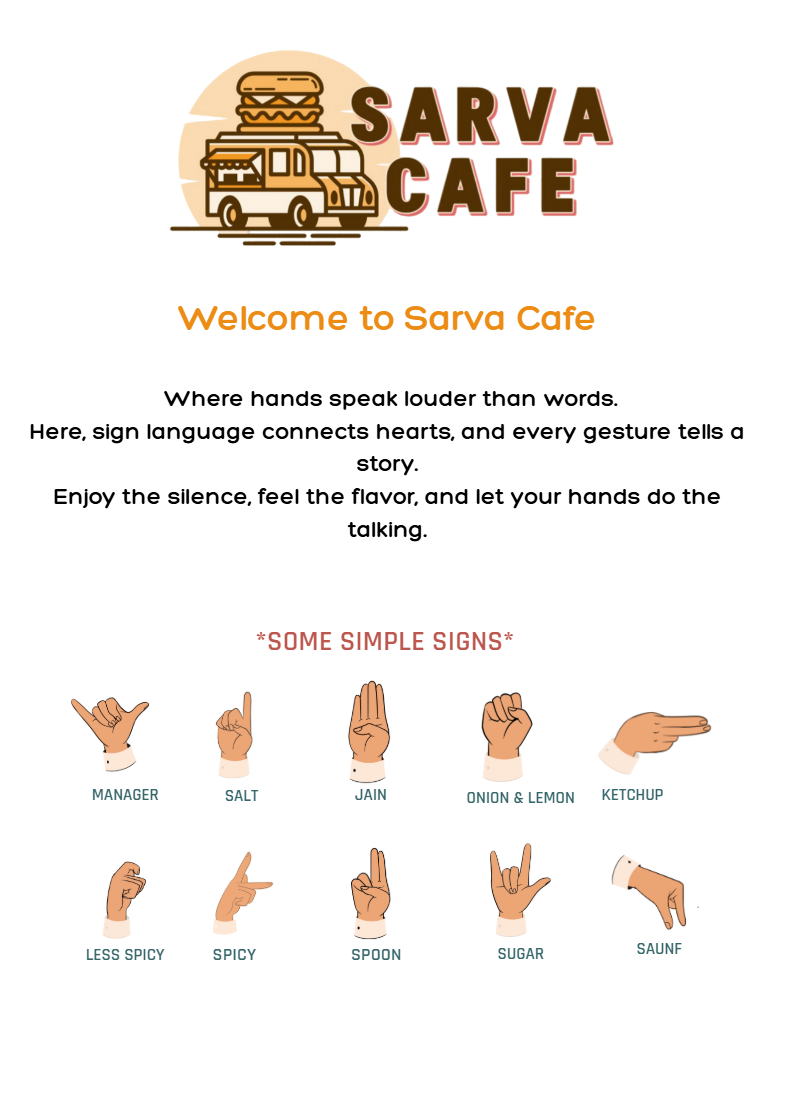 SARVA
CAFE
Welcome to Sarva Cafe
Where hands speak louder than words.
Here, sign language connects hearts, and every gesture tells a
story.
Enjoy the silence, feel the flavor, and let your hands do the
talking.
*SOME SIMPLE SIGNS*
MANAGER SALT JAIN ONION & LEMON KETCHUP
LESS SPICY SPICY SPOON SUGAR SAUNF